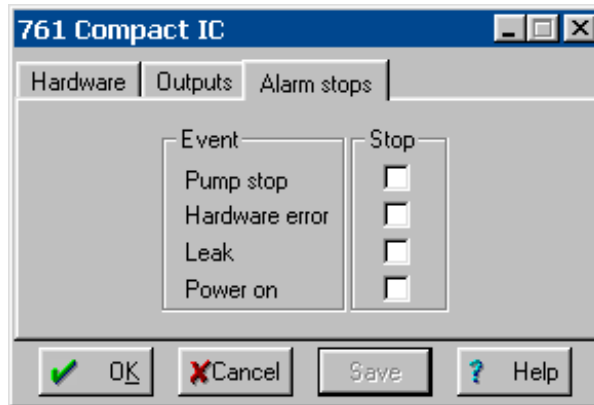 761 Compact IC
Hardware Outputs Alarm stops
Event Stop
Pump stop
Hardware error
Leak
Power on
OK Cancel Save ? Help